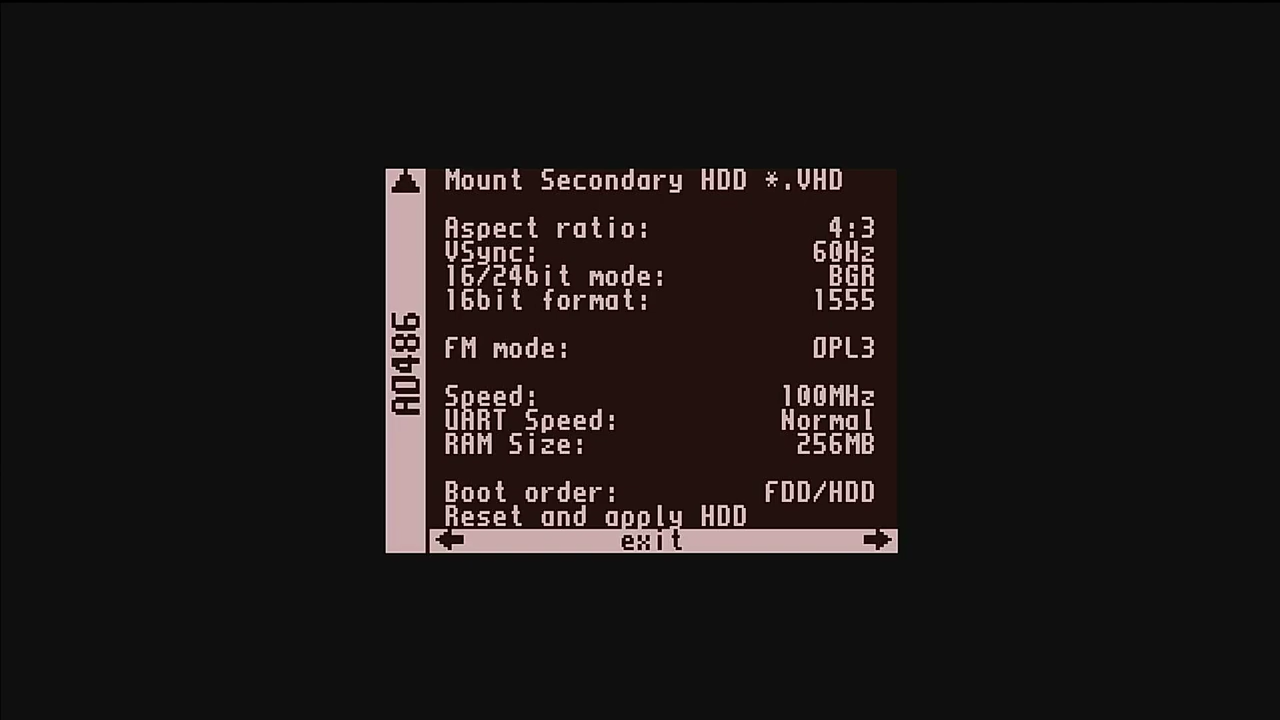 Mount Secondary HDD *.VHD
Aspect ratio: 4:3
VSync: 60Hz
16/24bit mode: BGR
16bit format: 1555
FM mode: OPL3
Speed: 100MHz
UART Speed: Normal
RAM Size: 256MB
Boot order: FDD/HDD
Reset and apply HDD
exit
AO486